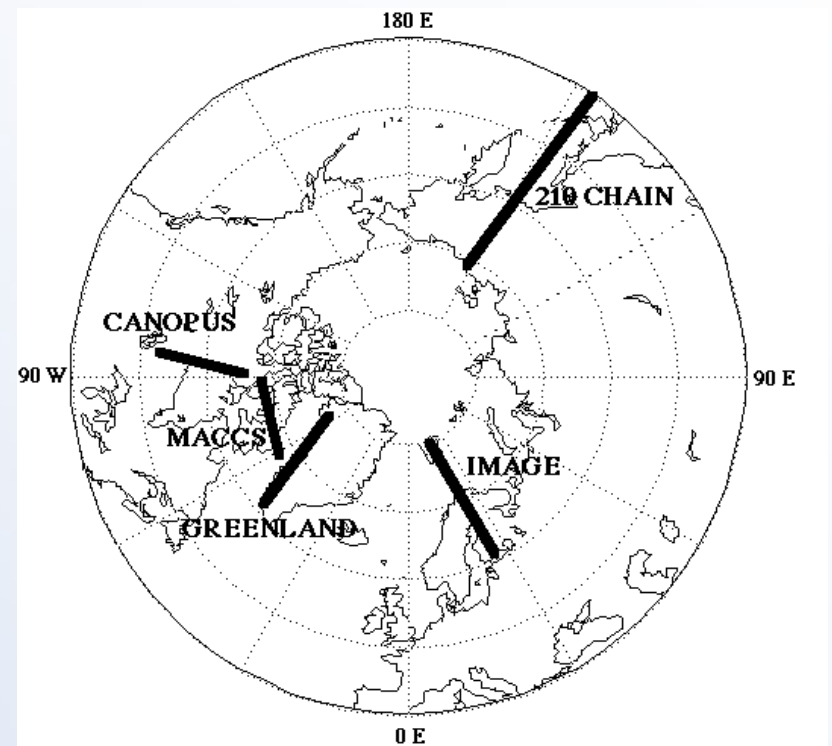 180 E
210 CHAIN
CANOPUS
90 W
90 E
MACCS
IMAGE
GREENLAND
0 E